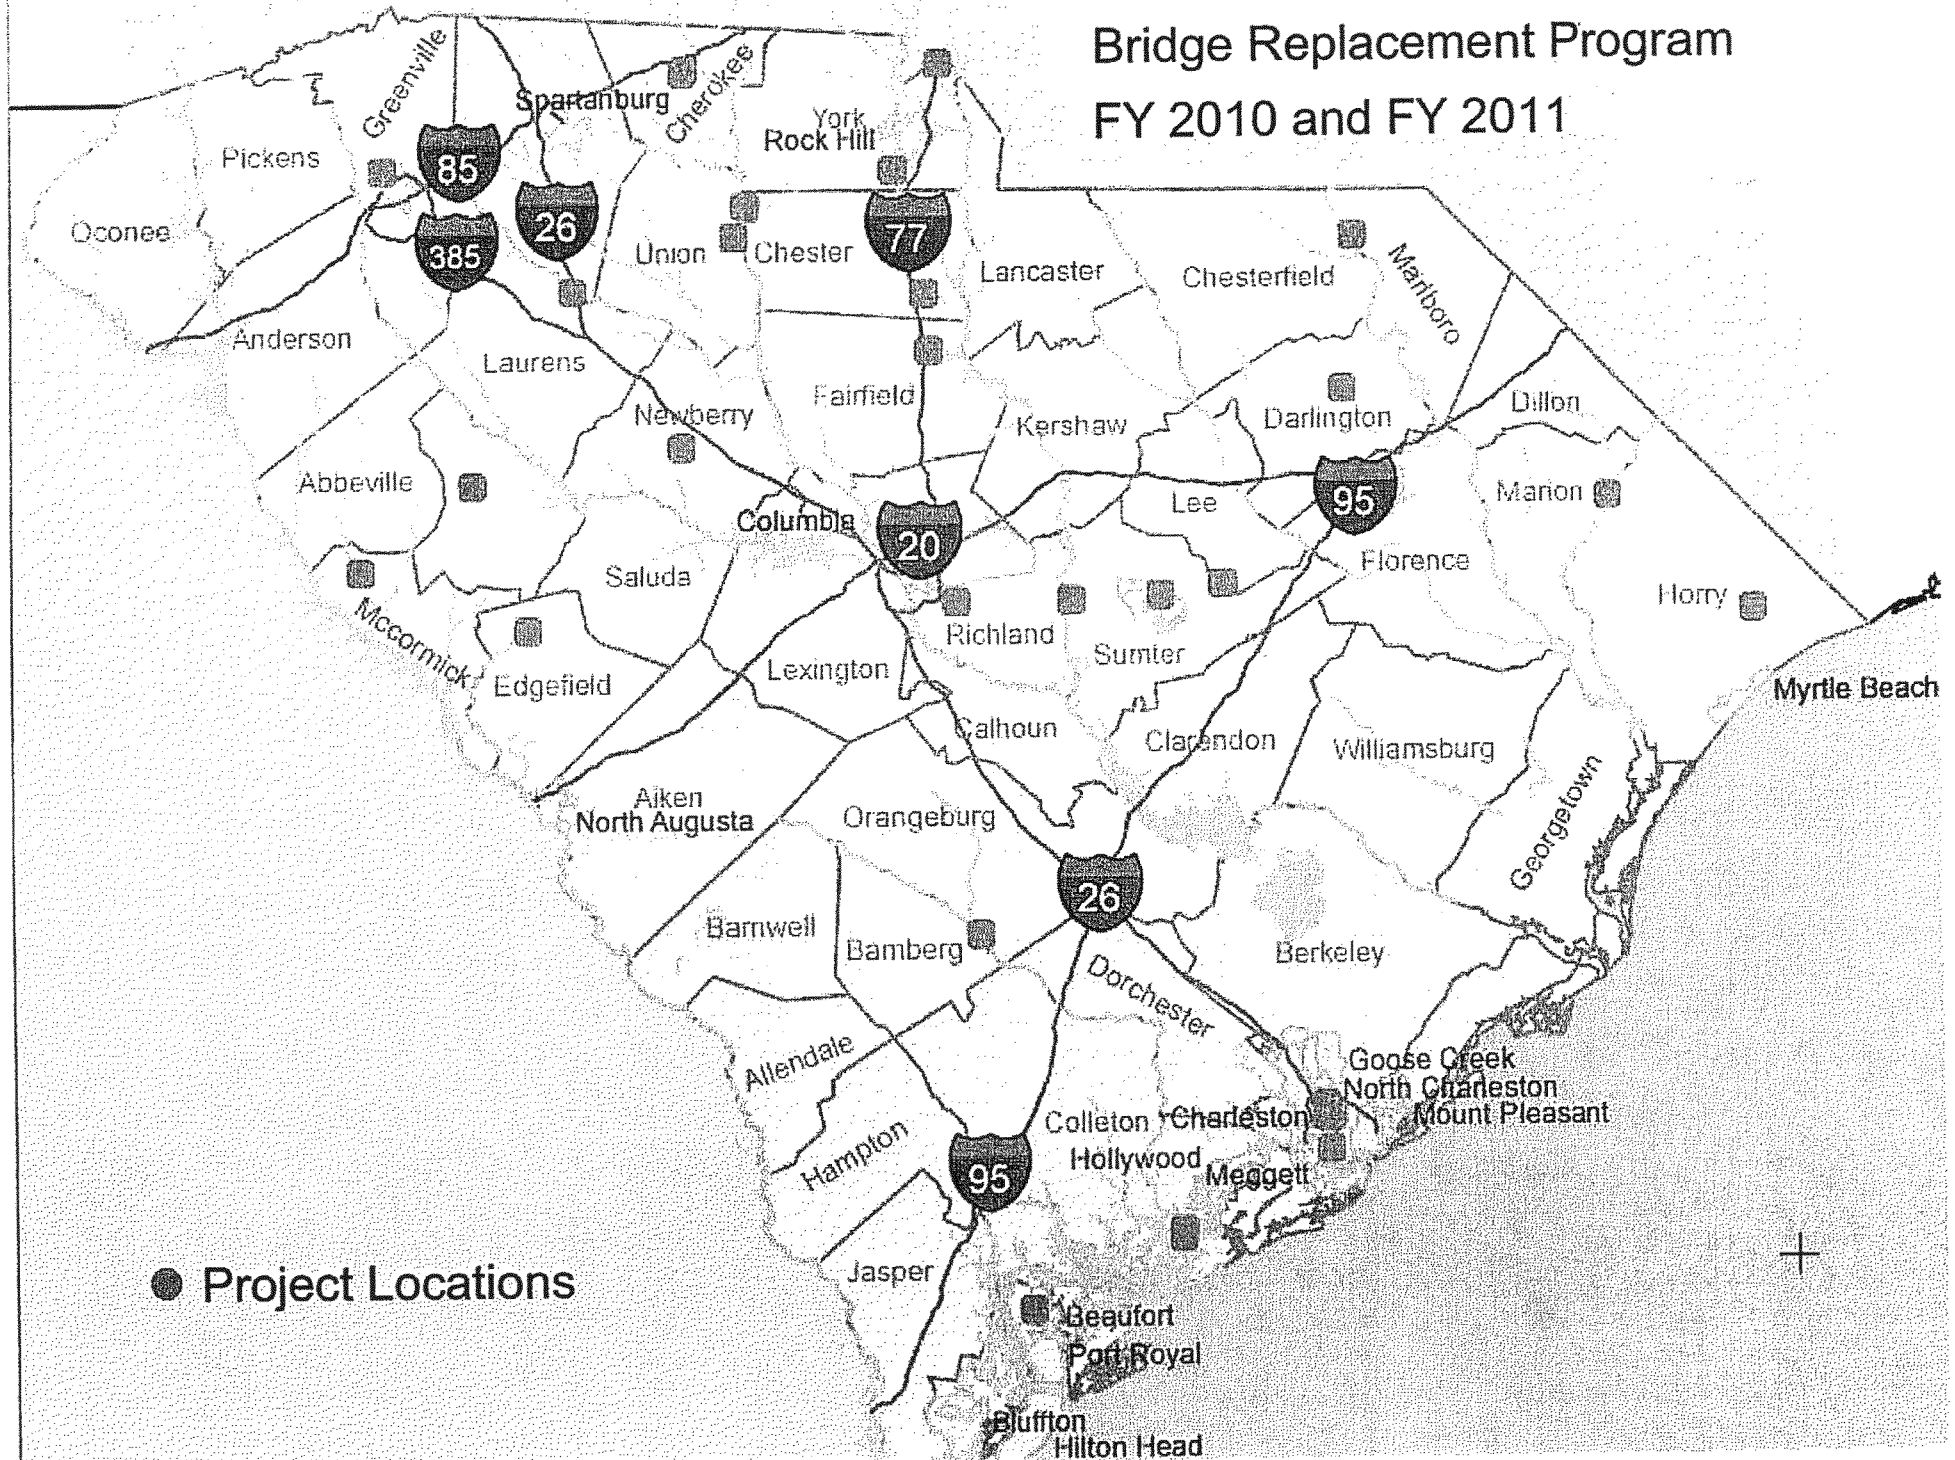 Bridge Replacement Program
FY 2010 and FY 2011
Greenville
Spartanburg
Cherokee
York
Rock Hill
Pickens
85
26
77
Oconee
385
Union
Chester
Lancaster
Chesterfield
Marlboro
Anderson
Laurens
Fairfield
Newberry
Kershaw
Darlington
Dillon
Abbeville
Columbia
20
Lee
95
Marion
Saluda
Florence
Horry
Mccormick
Edgefield
Richland
Sumter
Lexington
Myrtle Beach
Calhoun
Clarendon
Williamsburg
Georgetown
Aiken
North Augusta
Orangeburg
26
Barnwell
Bamberg
Berkeley
Dorchester
Allendale
Goose Creek
North Charleston
Colleton
Charleston
Mount Pleasant
Hampton
95
Hollywood
Meggett
Jasper
Project Locations
Beaufort
Port Royal
Bluffton
Hilton Head